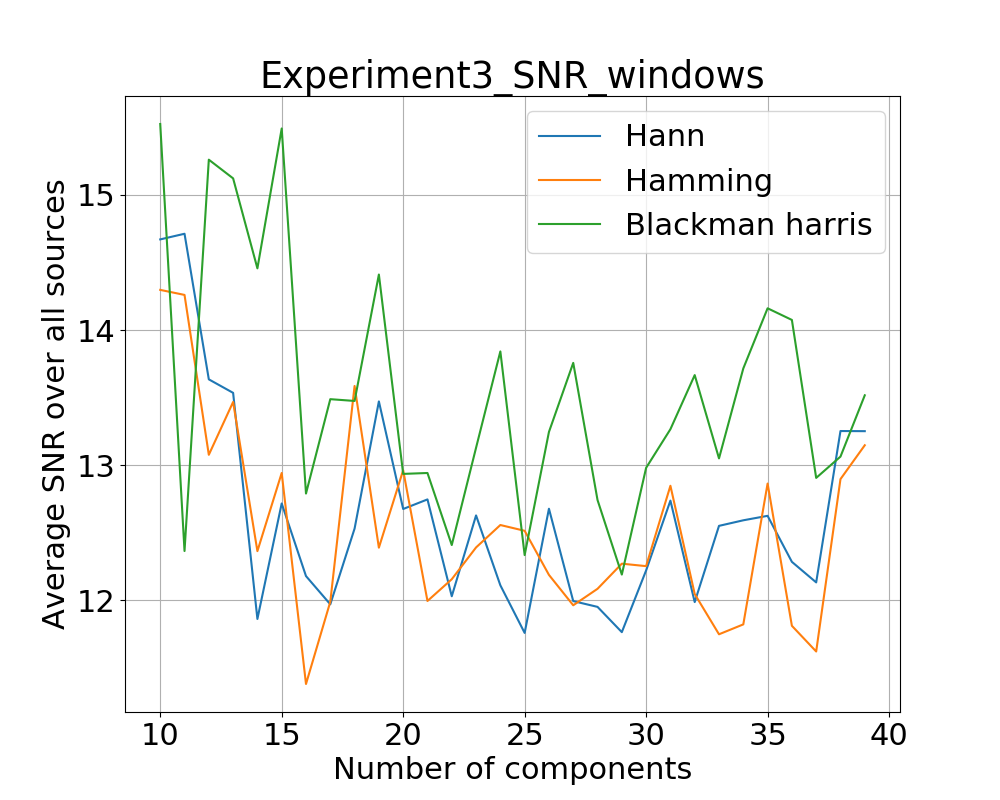 Experiment3_SNR_windows
Hann
Hamming
Blackman harris
Average SNR over all sources
15
14
13
12
10 15 20 25 30 35 40
Number of components